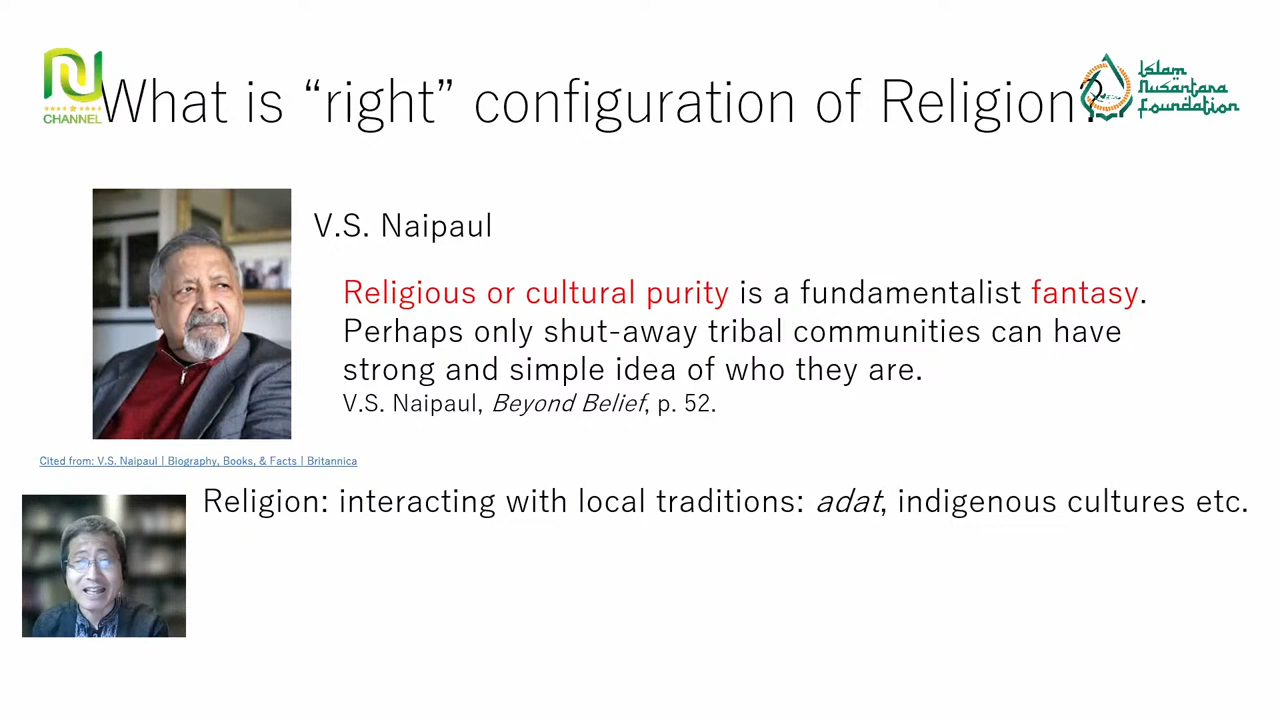 What is “right” configuration of Religion?
CHANNEL
Islam
Nusantara
Foundation
V.S. Naipaul
Religious or cultural purity is a fundamentalist fantasy.
Perhaps only shut-away tribal communities can have
strong and simple idea of who they are.
V.S. Naipaul, Beyond Belief, p. 52.
Cited from: V.S. Naipaul | Biography, Books, & Facts | Britannica
Religion: interacting with local traditions: adat, indigenous cultures etc.